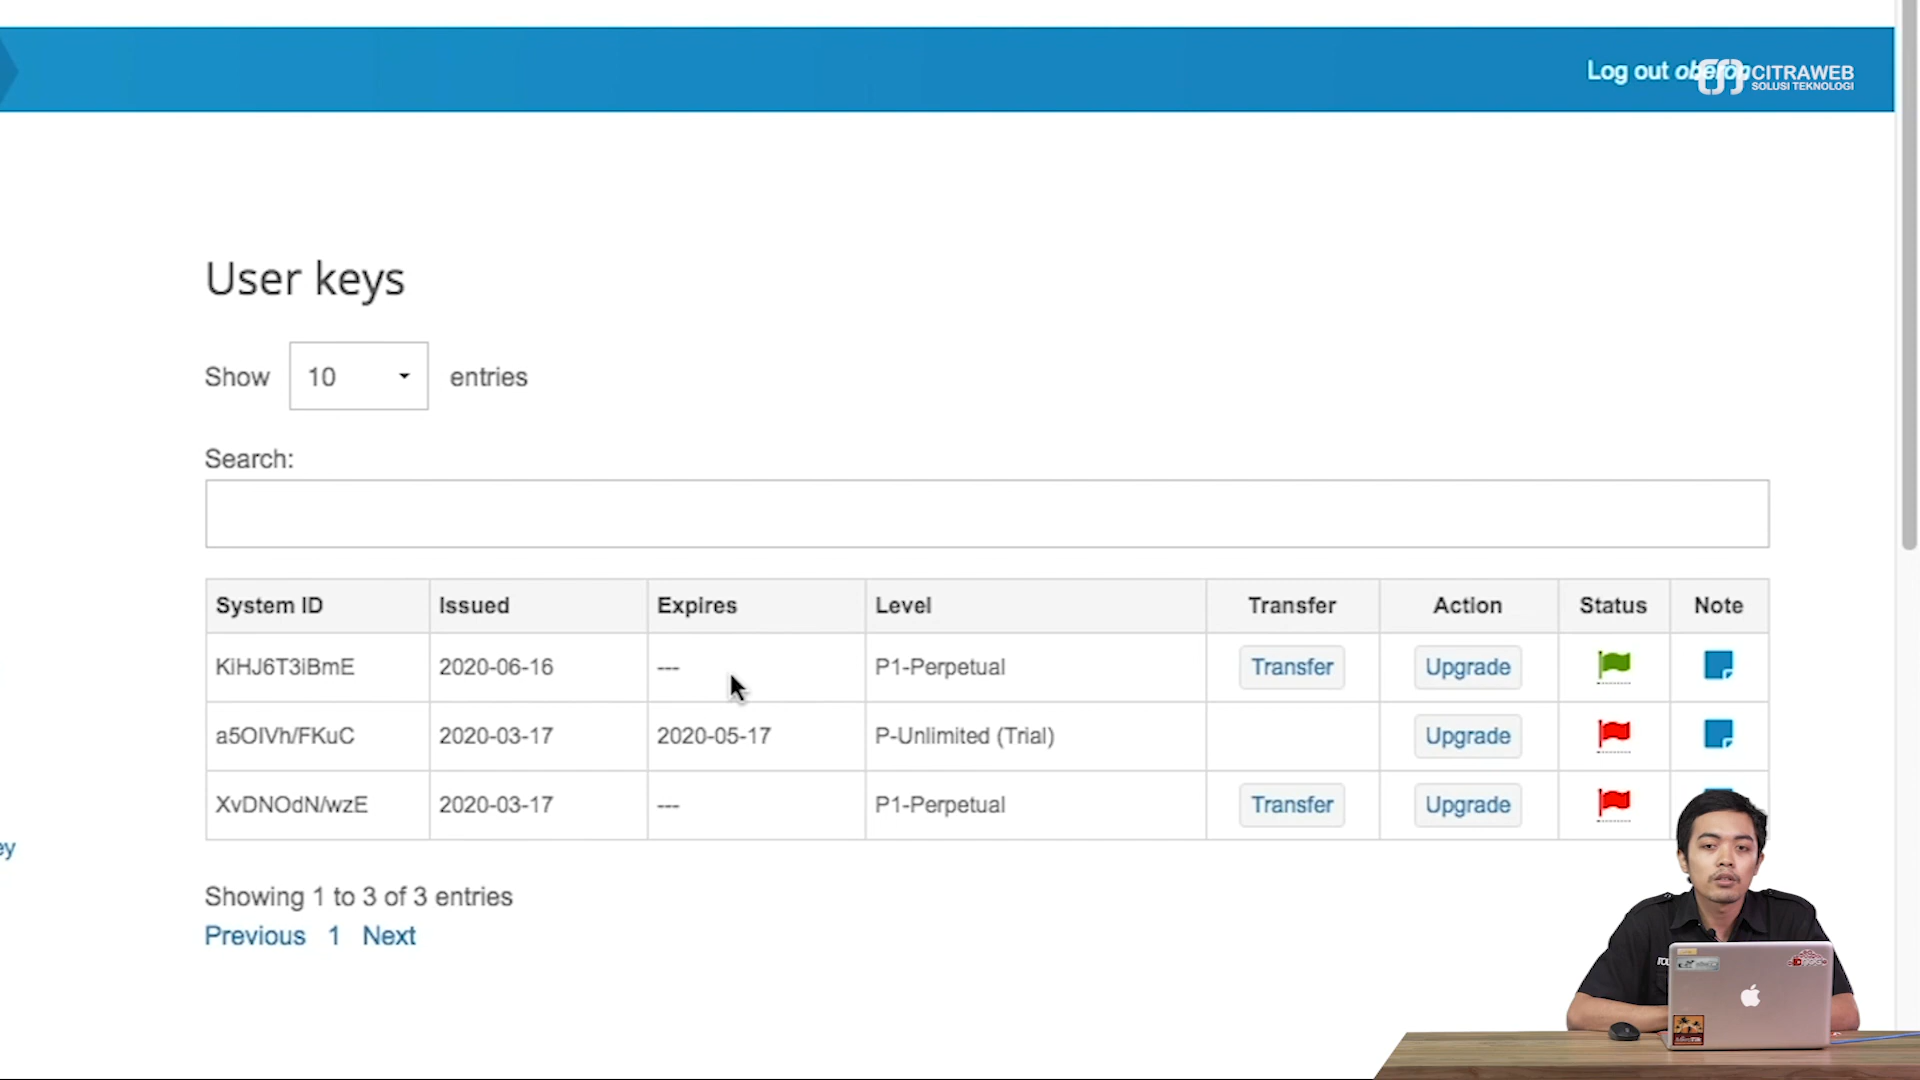 Log out oberon
CITRAWEB
SOLUSI TEKNOLOGI
User keys
Show 10 entries
Search:
System ID Issued Expires Level Transfer Action Status Note
KiHJ6T3iBmE 2020-06-16 --- P1-Perpetual Transfer Upgrade
a5OIVh/FKuC 2020-03-17 2020-05-17 P-Unlimited (Trial) Upgrade
XvDNOdN/wzE 2020-03-17 --- P1-Perpetual Transfer Upgrade
ey
Showing 1 to 3 of 3 entries
Previous 1 Next